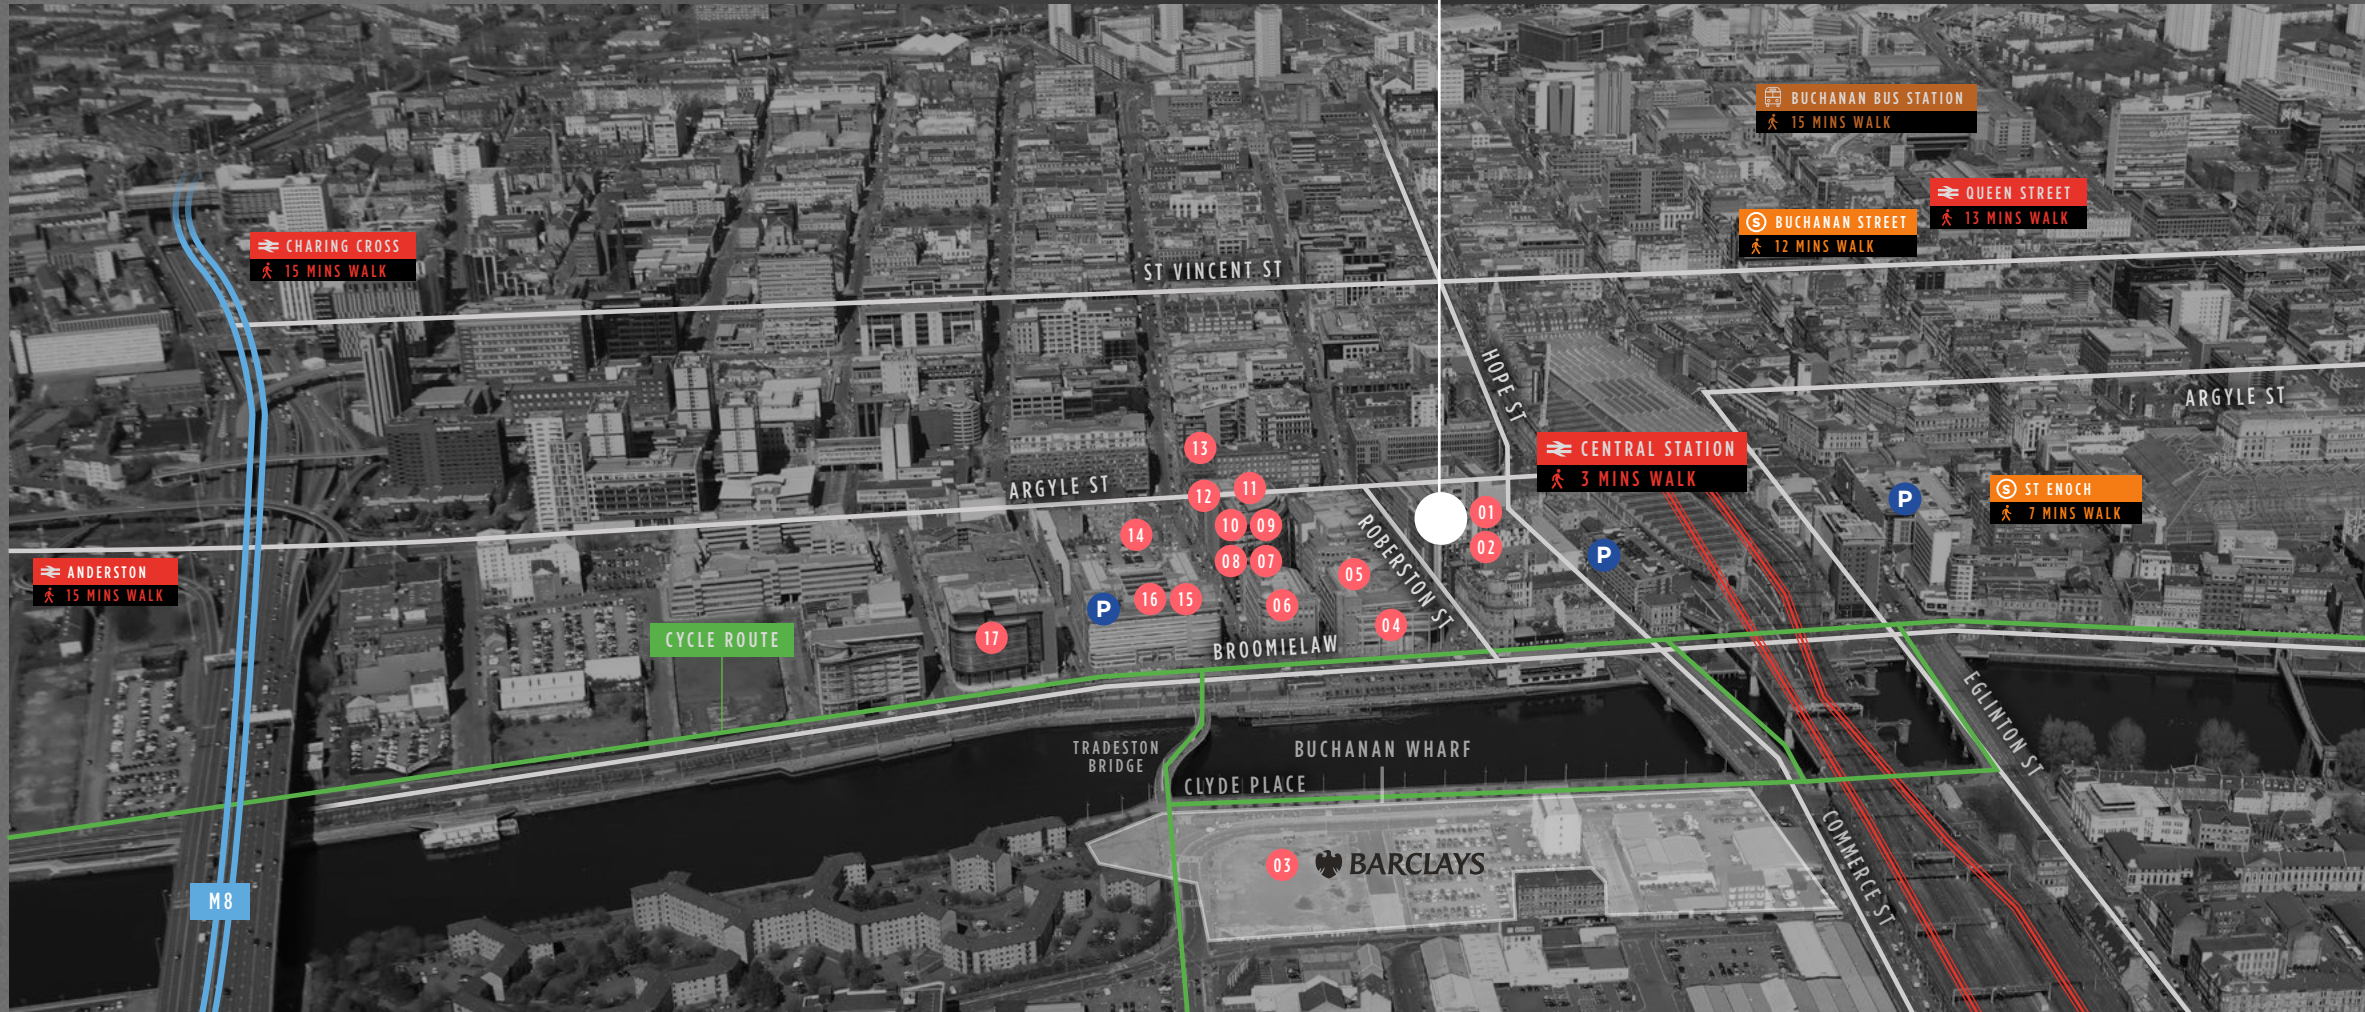 BUCHANAN BUS STATION
15 MINS WALK
QUEEN STREET
13 MINS WALK
S BUCHANAN STREET
12 MINS WALK
CHARING CROSS
15 MINS WALK
ST VINCENT ST
HOPE ST
ARGYLE ST
CENTRAL STATION
3 MINS WALK
13
ARGYLE ST
12
11
S ST ENOCH
7 MINS WALK
P
01
02
10
09
ROBERSTON ST
14
08
07
P
05
ANDERSTON
15 MINS WALK
16
15
P
06
04
CYCLE ROUTE
17
BROOMIELAW
EGLINTON ST
TRADESTON
BRIDGE
BUCHANAN WHARF
CLYDE PLACE
COMMERCE ST
03
BARCLAYS
M8